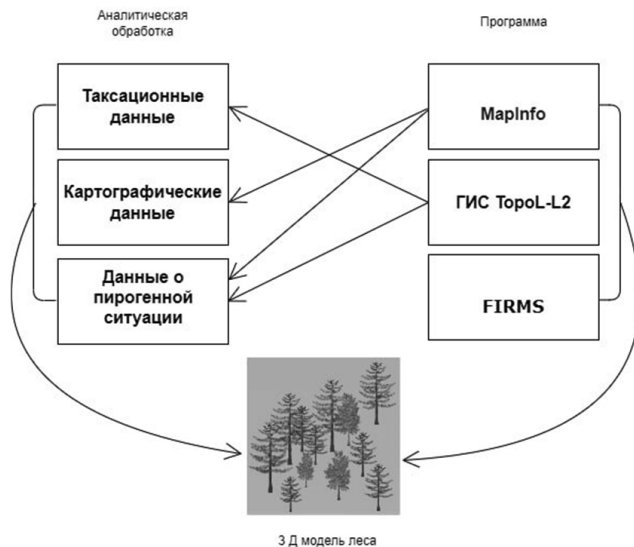 Аналитическая
обработка
Программа
Таксационные
данные
MapInfo
Картографические
данные
ГИС TopoL-L2
Данные о
пирогенной
ситуации
FIRMS
3 Д модель леса